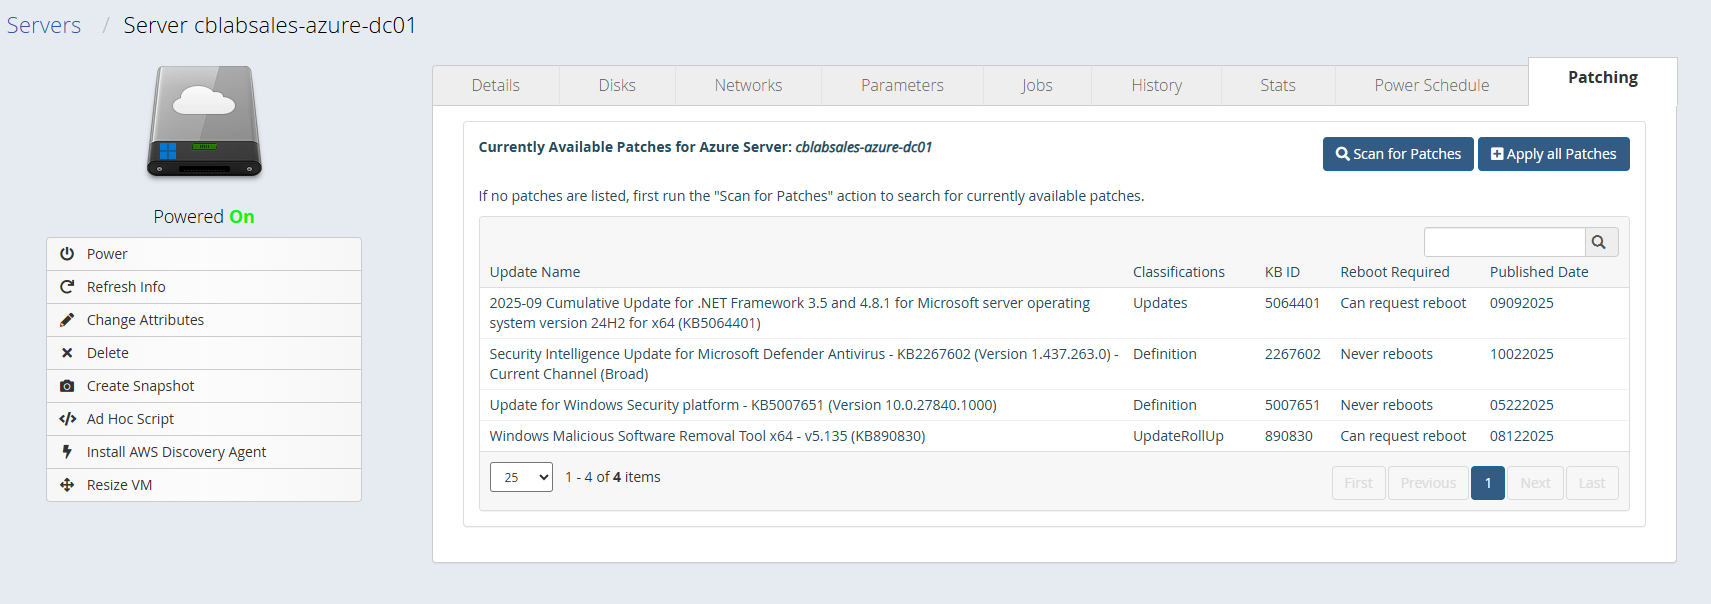 Servers / Server cblabsales-azure-dc01
Details
Disks
Networks
Parameters
Jobs
History
Stats
Power Schedule
Patching
Powered On
Power
Refresh Info
Change Attributes
Delete
Create Snapshot
Ad Hoc Script
Install AWS Discovery Agent
Resize VM
Currently Available Patches for Azure Server: cblabsales-azure-dc01
Scan for Patches
Apply all Patches
If no patches are listed, first run the "Scan for Patches" action to search for currently available patches.
Update Name Classifications KB ID Reboot Required Published Date
2025-09 Cumulative Update for .NET Framework 3.5 and 4.8.1 for Microsoft server operating Updates 5064401 Can request reboot 09092025
system version 24H2 for x64 (KB5064401)
Security Intelligence Update for Microsoft Defender Antivirus - KB2267602 (Version 1.437.263.0) - Definition 2267602 Never reboots 10022025
Current Channel (Broad)
Update for Windows Security platform - KB5007651 (Version 10.0.27840.1000) Definition 5007651 Never reboots 05222025
Windows Malicious Software Removal Tool x64 - v5.135 (KB890830) UpdateRollUp 890830 Can request reboot 08122025
25 1 - 4 of 4 items
First Previous 1 Next Last